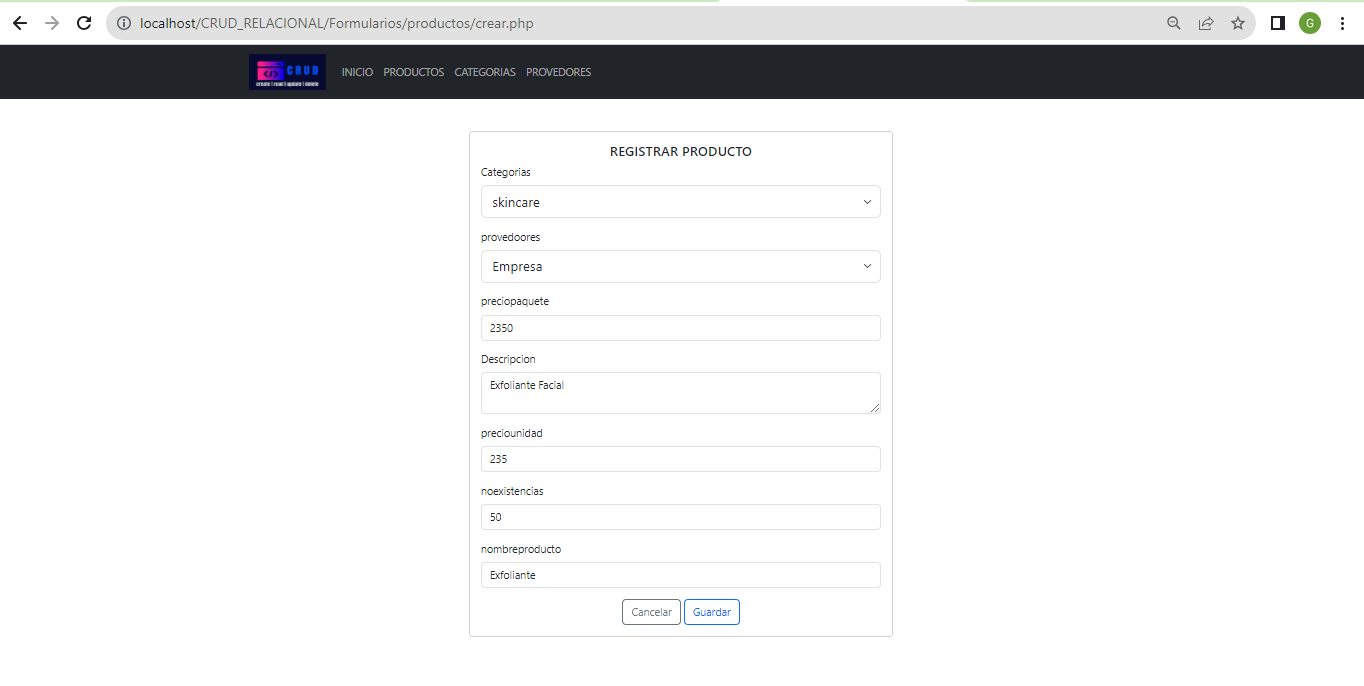 localhost/CRUD_RELACIONAL/Formularios/productos/crear.php
G
</> CRUD
create | read | update | delete
INICIO PRODUCTOS CATEGORIAS PROVEDORES
REGISTRAR PRODUCTO
Categorias
skincare
provedoores
Empresa
preciopaquete
2350
Descripcion
Exfoliante Facial
preciounidad
235
noexistencias
50
nombreproducto
Exfoliante
Cancelar Guardar